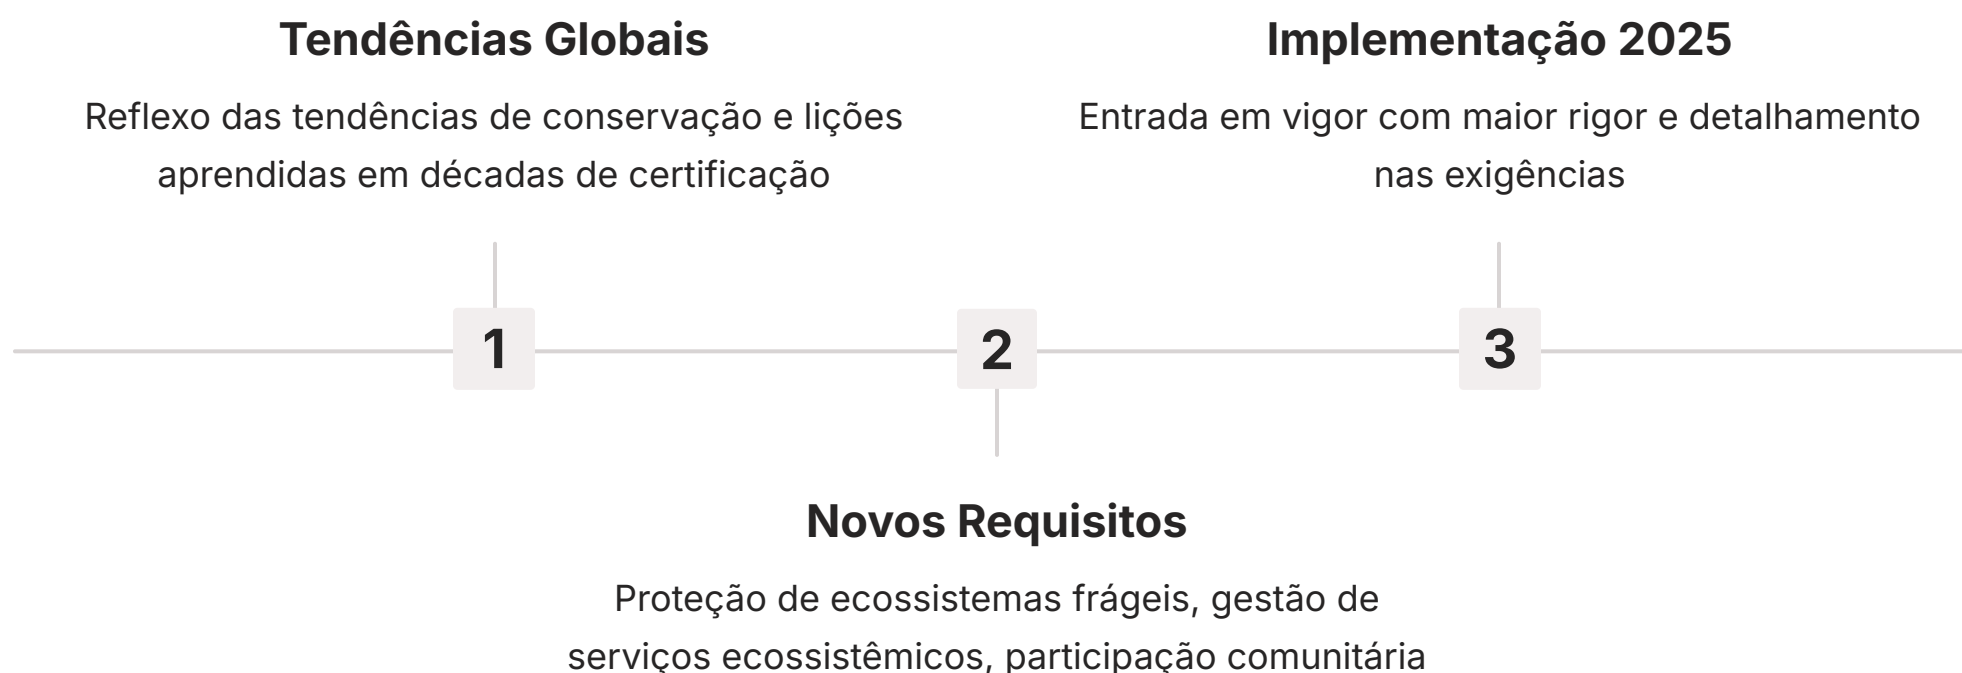 Tendências Globais
Reflexo das tendências de conservação e lições
aprendidas em décadas de certificação
Implementação 2025
Entrada em vigor com maior rigor e detalhamento
nas exigências
1
2
3
Novos Requisitos
Proteção de ecossistemas frágeis, gestão de
serviços ecossistêmicos, participação comunitária